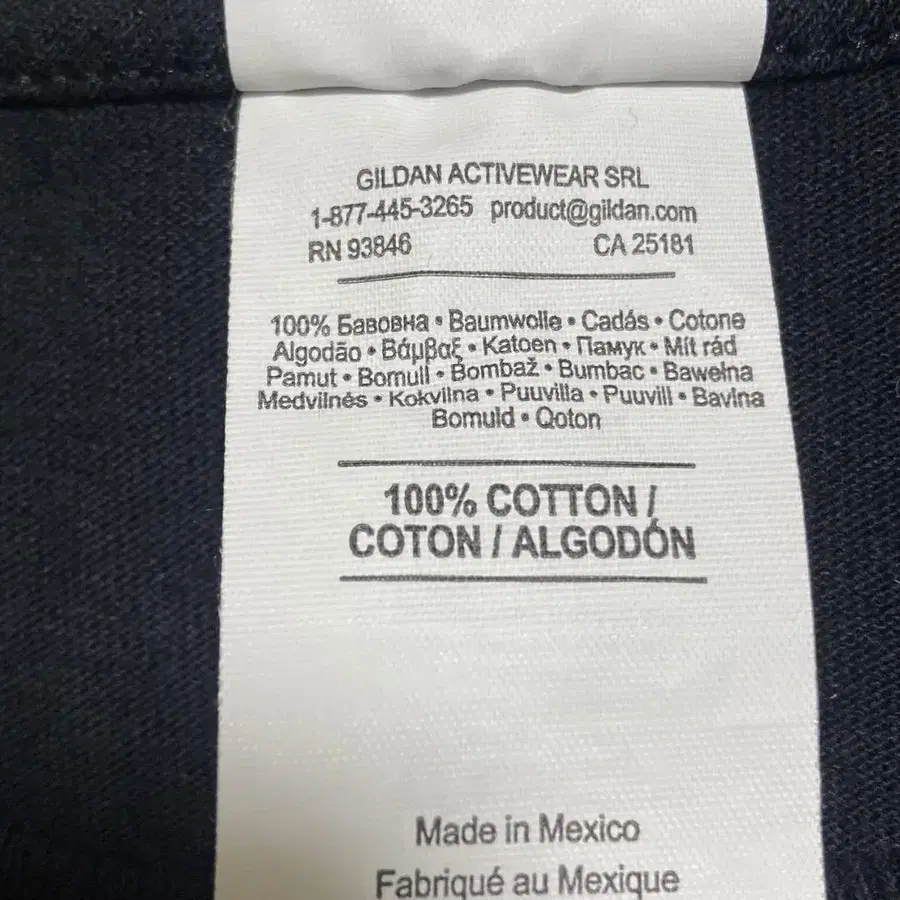 GILDAN ACTIVEWEAR SRL
1-877-445-3265 product@gildan.com
RN 93846 CA 25181
100% Бавовна • Baumwolle • Cadás • Cotone
Algodão • Βάμβαξ • Katoen • Памук • Mít rád
Pamut • Bomull • Bombaž • Bumbac • Bawełna
Medvilnės • Kokvilna • Puuvilla • Puuvill • Bavlna
Bomuld • Qoton
100% COTTON /
COTON / ALGODÓN
Made in Mexico
Fabriqué au Mexique